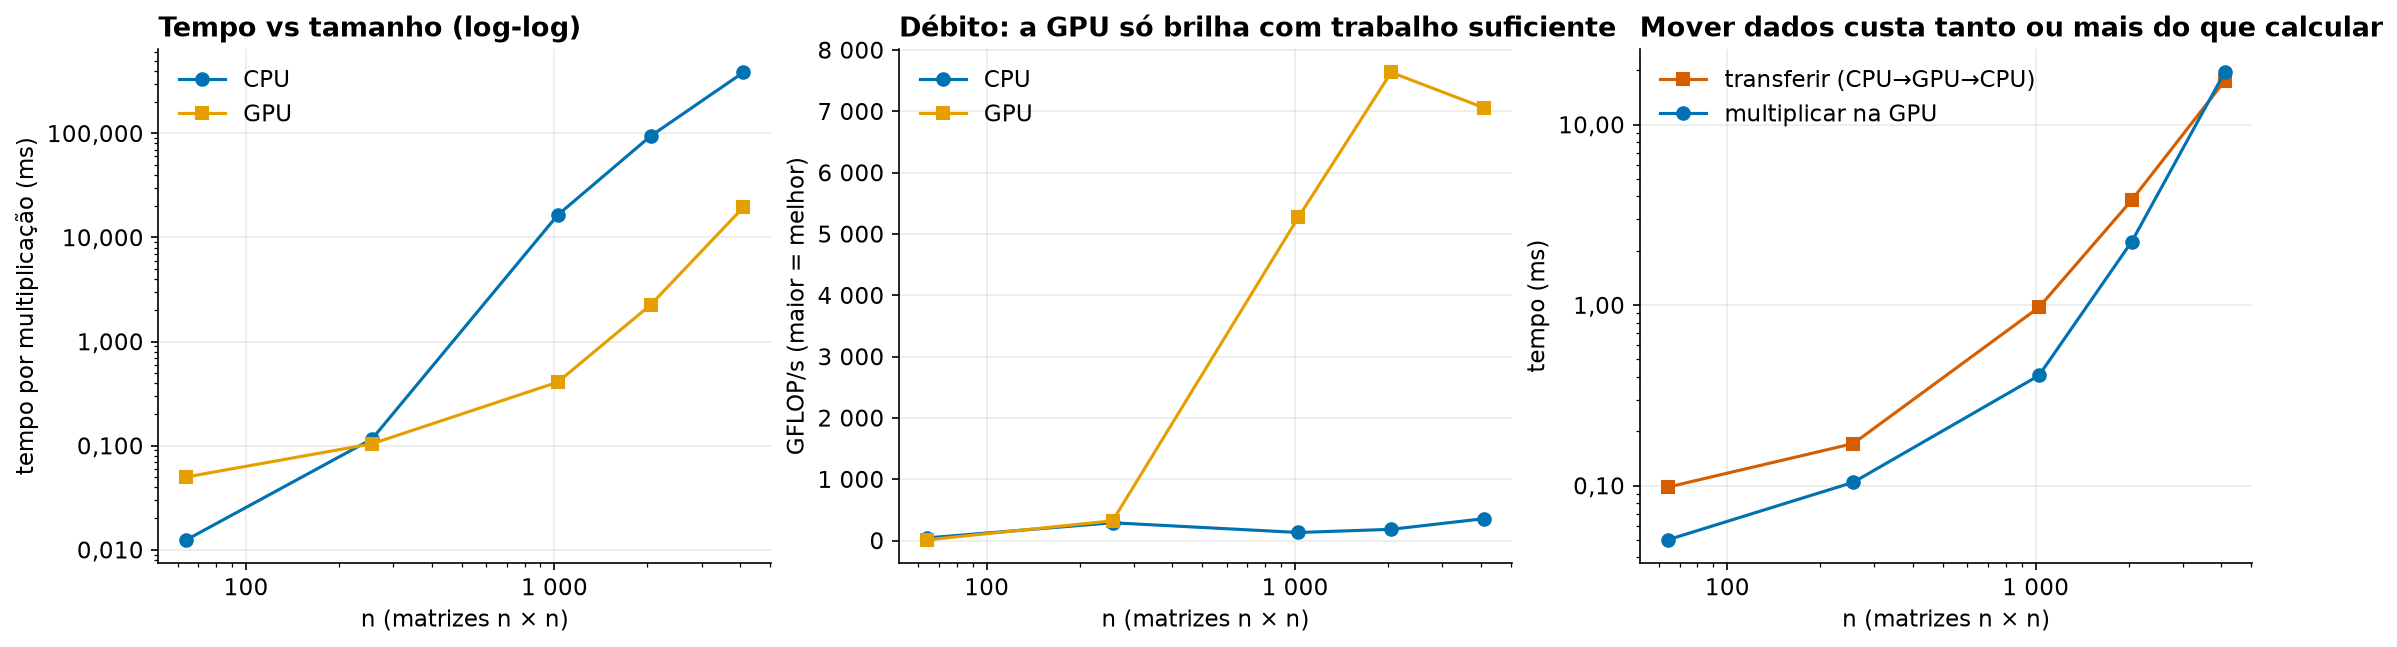 Tempo vs tamanho (log-log)
CPU
GPU
tempo por multiplicação (ms)
100,000
10,000
1,000
0,100
0,010
100
1 000
n (matrizes n × n)
Débito: a GPU só brilha com trabalho suficiente
CPU
GPU
GFLOP/s (maior = melhor)
8 000
7 000
6 000
5 000
4 000
3 000
2 000
1 000
0
100
1 000
n (matrizes n × n)
Mover dados custa tanto ou mais do que calcular
transferir (CPU→GPU→CPU)
multiplicar na GPU
tempo (ms)
10,00
1,00
0,10
100
1 000
n (matrizes n × n)